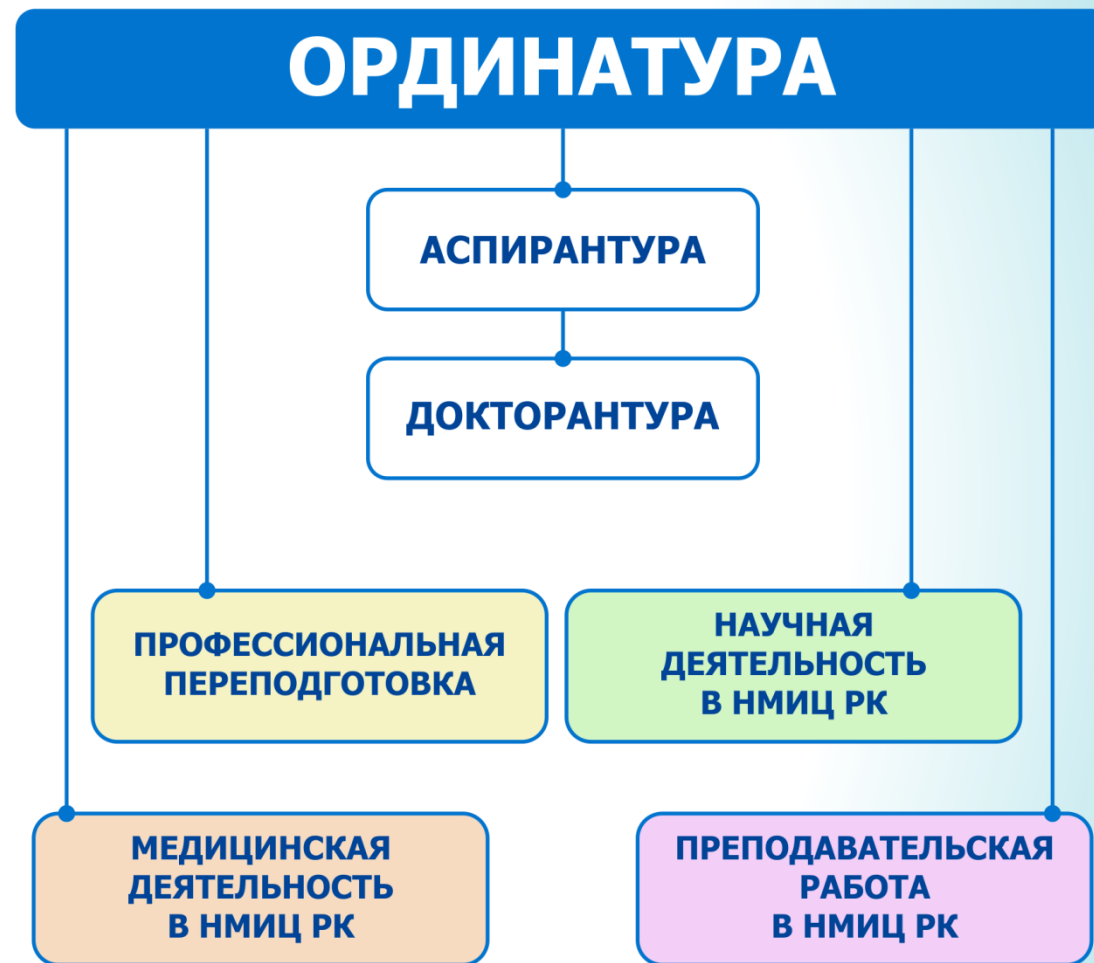 ОРДИНАТУРА
АСПИРАНТУРА
ДОКТОРАНТУРА
ПРОФЕССИОНАЛЬНАЯ
ПЕРЕПОДГОТОВКА
НАУЧНАЯ
ДЕЯТЕЛЬНОСТЬ
В НМИЦ РК
МЕДИЦИНСКАЯ
ДЕЯТЕЛЬНОСТЬ
В НМИЦ РК
ПРЕПОДАВАТЕЛЬСКАЯ
РАБОТА
В НМИЦ РК